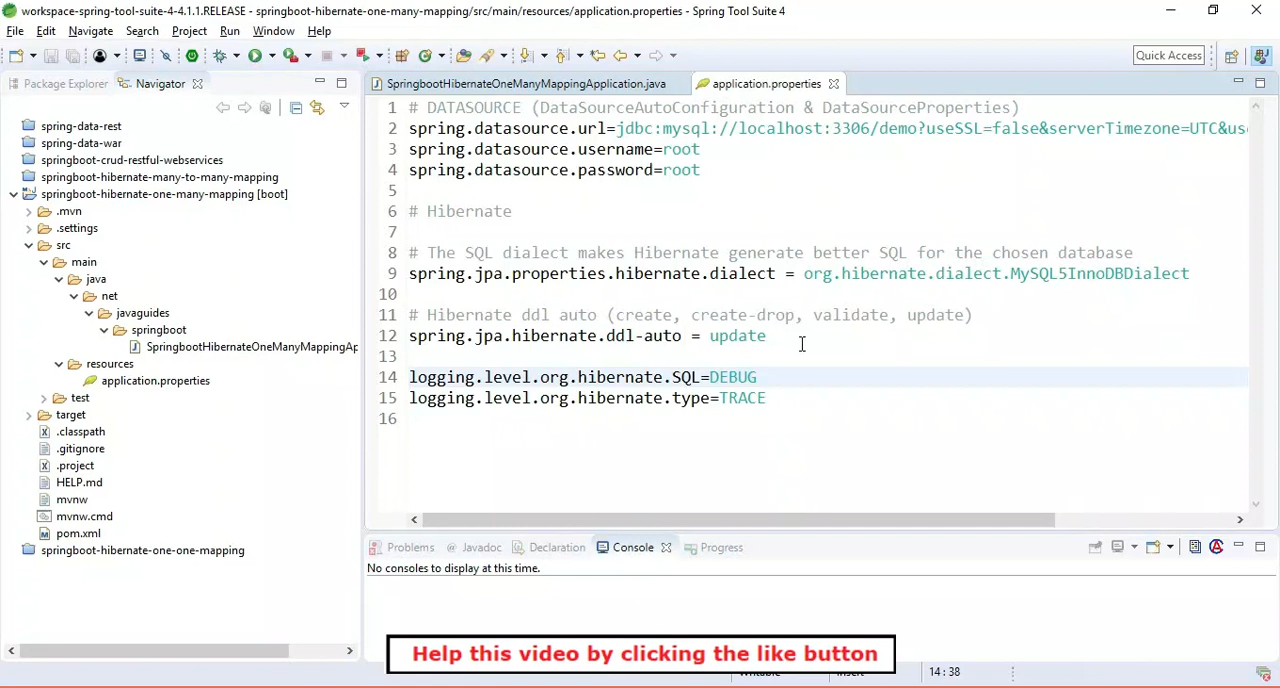 workspace-spring-tool-suite-4-4.1.1.RELEASE - springboot-hibernate-one-many-mapping/src/main/resources/application.properties - Spring Tool Suite 4
File Edit Navigate Search Project Run Window Help
Quick Access
Package Explorer Navigator
SpringbootHibernateOneManyMappingApplication.java application.properties
spring-data-rest
spring-data-war
springboot-crud-restful-webservices
springboot-hibernate-many-to-many-mapping
springboot-hibernate-one-many-mapping [boot]
.mvn
.settings
src
main
java
net
javaguides
springboot
SpringbootHibernateOneManyMappingAp
resources
application.properties
test
target
.classpath
.gitignore
.project
HELP.md
mvnw
mvnw.cmd
pom.xml
springboot-hibernate-one-one-mapping
1 # DATASOURCE (DataSourceAutoConfiguration & DataSourceProperties)
2 spring.datasource.url=jdbc:mysql://localhost:3306/demo?useSSL=false&serverTimezone=UTC&use
3 spring.datasource.username=root
4 spring.datasource.password=root
5
6 # Hibernate
7
8 # The SQL dialect makes Hibernate generate better SQL for the chosen database
9 spring.jpa.properties.hibernate.dialect = org.hibernate.dialect.MySQL5InnoDBDialect
10
11 # Hibernate ddl auto (create, create-drop, validate, update)
12 spring.jpa.hibernate.ddl-auto = update
13
14 logging.level.org.hibernate.SQL=DEBUG
15 logging.level.org.hibernate.type=TRACE
16
Problems Javadoc Declaration Console Progress
No consoles to display at this time.
Help this video by clicking the like button
14 : 38